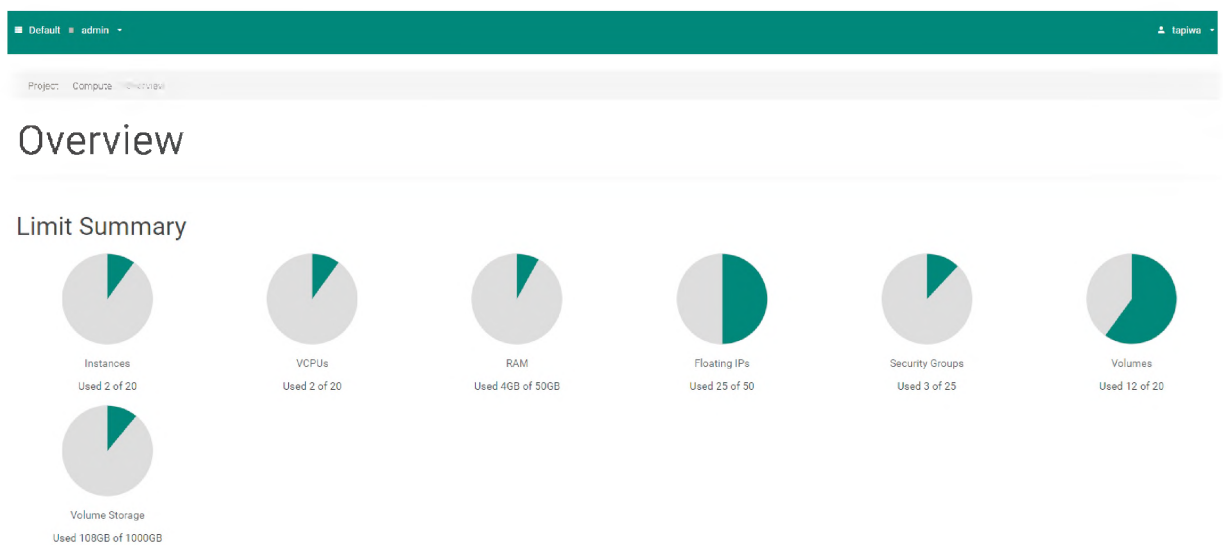 Default admin
tapiwa
Project Compute Overview
Overview
Limit Summary
Instances
Used 2 of 20
VCPUs
Used 2 of 20
RAM
Used 4GB of 50GB
Floating IPs
Used 25 of 50
Security Groups
Used 3 of 25
Volumes
Used 12 of 20
Volume Storage
Used 108GB of 1000GB